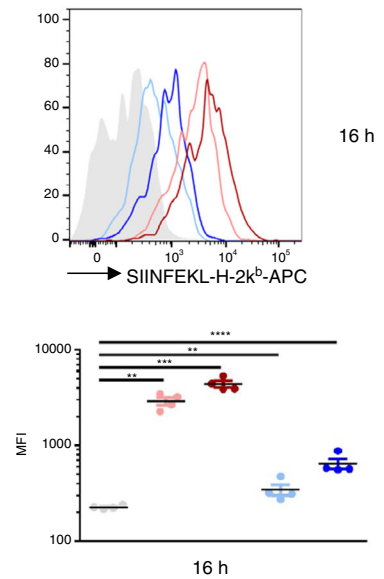 100
80
60
40
20
0
0 10³ 10⁴ 10⁵
SIINFEKL-H-2kᵇ-APC
16 h
****
**
***
**
10000
1000
100
MFI
16 h